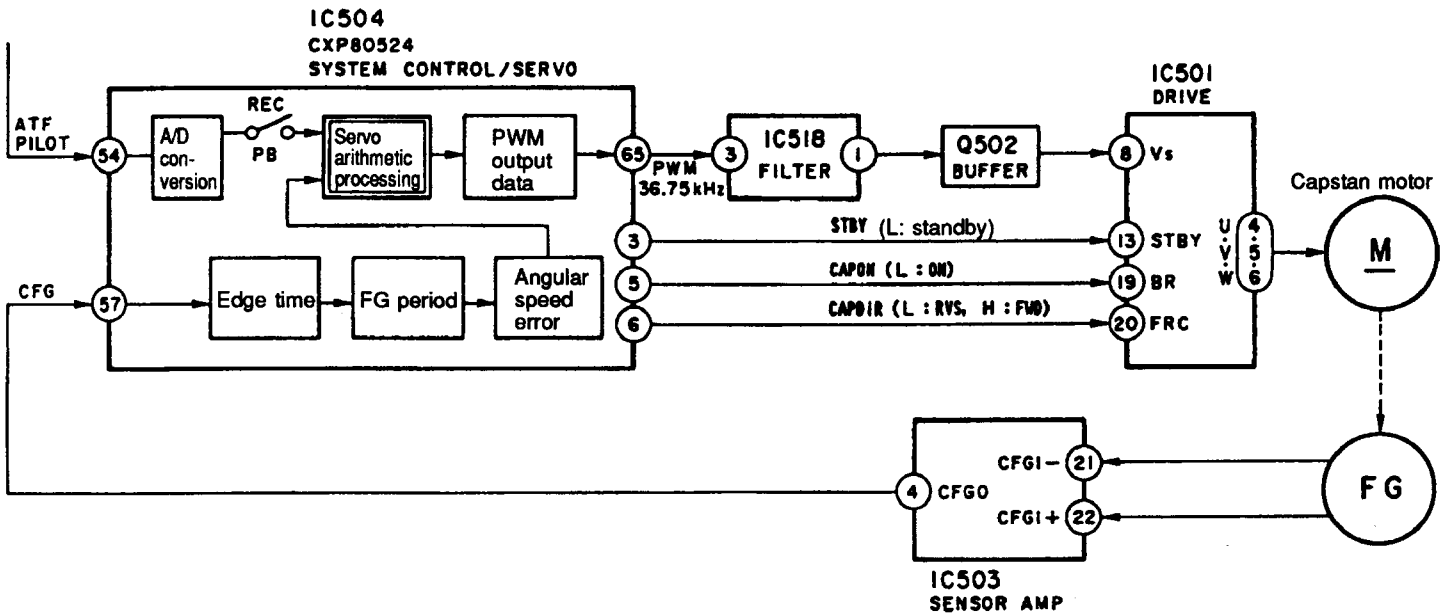 IC504
CXP80524
SYSTEM CONTROL/SERVO
IC501
DRIVE
ATF
PILOT
54
A/D
con-
version
REC
PB
Servo
arithmetic
processing
PWM
output
data
65
PWM
36.75kHz
3
IC518
FILTER
1
Q502
BUFFER
8
Vs
Capstan motor
M
3
STBY (L: standby)
13
STBY
U·V·W
4·5·6
5
CAPON (L : ON)
19
BR
6
CAPDIR (L : RVS, H : FWD)
20
FRC
CFG
57
Edge time
FG period
Angular
speed
error
CFGI−
21
4
CFGO
CFGI+
22
FG
IC503
SENSOR AMP